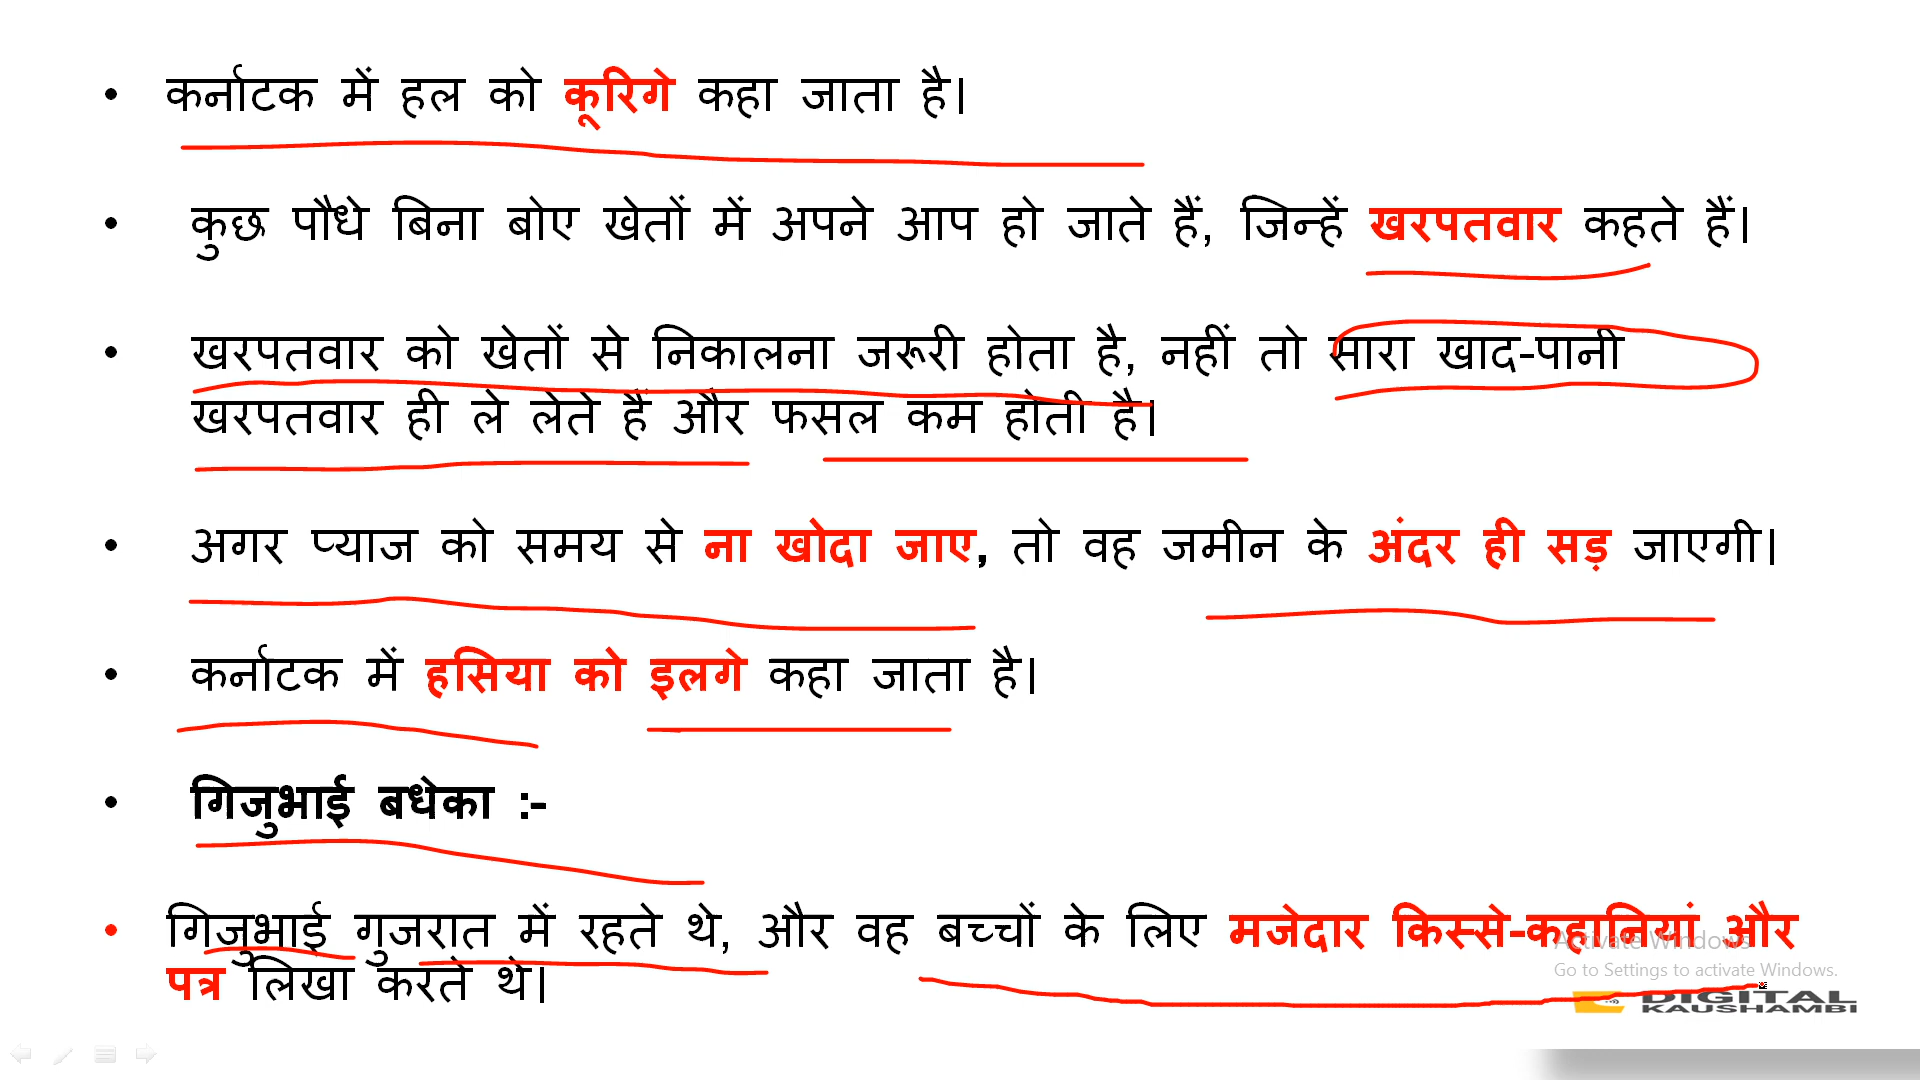 • कर्नाटक में हल को कूरिगे कहा जाता है।
• कुछ पौधे बिना बोए खेतों में अपने आप हो जाते हैं, जिन्हें खरपतवार कहते हैं।
• खरपतवार को खेतों से निकालना जरूरी होता है, नहीं तो सारा खाद-पानी
खरपतवार ही ले लेते हैं और फसल कम होती है।
• अगर प्याज को समय से ना खोदा जाए, तो वह जमीन के अंदर ही सड़ जाएगी।
• कर्नाटक में हसिया को इलगे कहा जाता है।
• गिजुभाई बधेका :-
• गिजुभाई गुजरात में रहते थे, और वह बच्चों के लिए मजेदार किस्से-कहानियां और
पत्र लिखा करते थे।
Activate Windows
Go to Settings to activate Windows.
DIGITAL
KAUSHAMBI